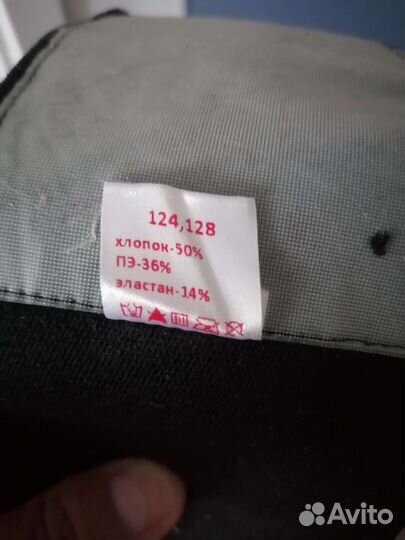 124,128
хлопок-50%
ПЭ-36%
эластан-14%
Avito